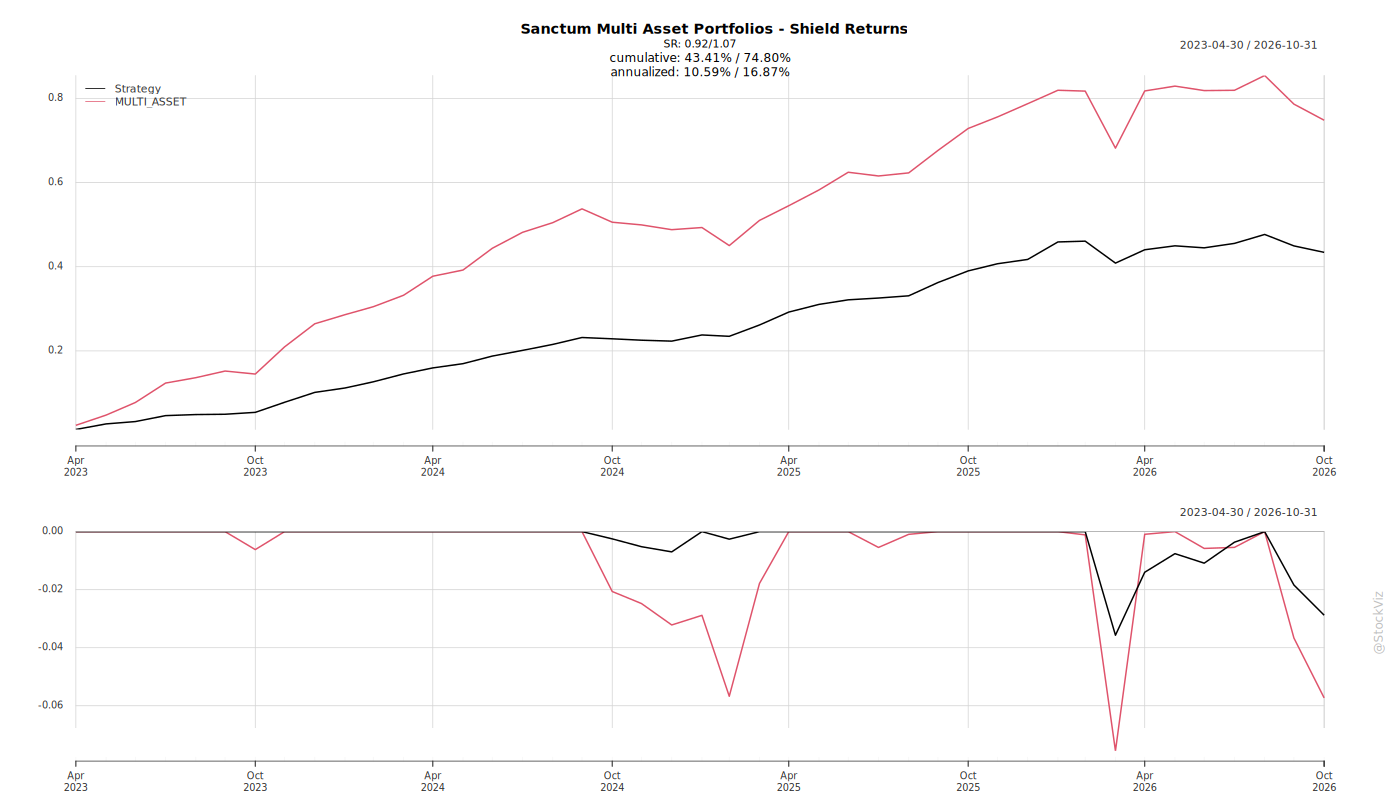 Sanctum Multi Asset Portfolios - Shield Returns
SR: 0.92/1.07
cumulative: 43.41% / 74.80%
annualized: 10.59% / 16.87%
2023-04-30 / 2026-10-31
Strategy
MULTI_ASSET
0.8
0.6
0.4
0.2
Apr 2023
Oct 2023
Apr 2024
Oct 2024
Apr 2025
Oct 2025
Apr 2026
Oct 2026
2023-04-30 / 2026-10-31
0.00
-0.02
-0.04
-0.06
Apr 2023
Oct 2023
Apr 2024
Oct 2024
Apr 2025
Oct 2025
Apr 2026
Oct 2026
@StockViz